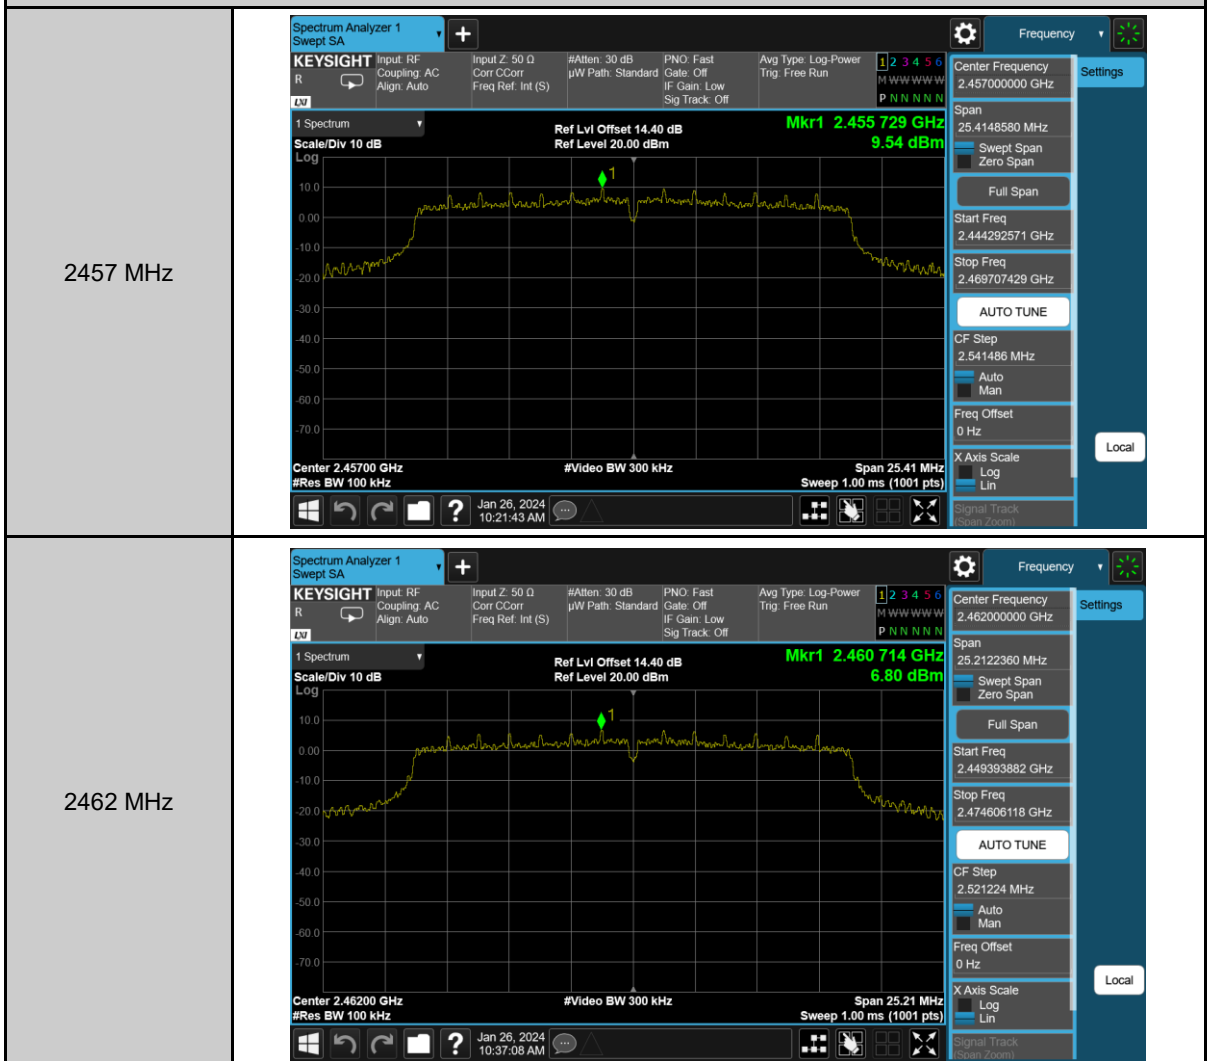 2457 MHz
Spectrum Analyzer 1
Swept SA
Frequency
KEYSIGHT
R
LXI
Input: RF
Coupling: AC
Align: Auto
Input Z: 50 Ω
Corr CCorr
Freq Ref: Int (S)
#Atten: 30 dB
µW Path: Standard
PNO: Fast
Gate: Off
IF Gain: Low
Sig Track: Off
Avg Type: Log-Power
Trig: Free Run
1 2 3 4 5 6
M W W W W W
P N N N N N
1 Spectrum
Scale/Div 10 dB
Log
Ref Lvl Offset 14.40 dB
Ref Level 20.00 dBm
Mkr1 2.455 729 GHz
9.54 dBm
1
10.0
0.00
-10.0
-20.0
-30.0
-40.0
-50.0
-60.0
-70.0
Center 2.45700 GHz
#Res BW 100 kHz
#Video BW 300 kHz
Span 25.41 MHz
Sweep 1.00 ms (1001 pts)
?
Jan 26, 2024
10:21:43 AM
Center Frequency
2.457000000 GHz
Span
25.4148580 MHz
Swept Span
Zero Span
Full Span
Start Freq
2.444292571 GHz
Stop Freq
2.469707429 GHz
AUTO TUNE
CF Step
2.541486 MHz
Auto
Man
Freq Offset
0 Hz
X Axis Scale
Log
Lin
Signal Track
(Span Zoom)
Settings
Local
2462 MHz
Spectrum Analyzer 1
Swept SA
Frequency
KEYSIGHT
R
LXI
Input: RF
Coupling: AC
Align: Auto
Input Z: 50 Ω
Corr CCorr
Freq Ref: Int (S)
#Atten: 30 dB
µW Path: Standard
PNO: Fast
Gate: Off
IF Gain: Low
Sig Track: Off
Avg Type: Log-Power
Trig: Free Run
1 2 3 4 5 6
M W W W W W
P N N N N N
1 Spectrum
Scale/Div 10 dB
Log
Ref Lvl Offset 14.40 dB
Ref Level 20.00 dBm
Mkr1 2.460 714 GHz
6.80 dBm
1
10.0
0.00
-10.0
-20.0
-30.0
-40.0
-50.0
-60.0
-70.0
Center 2.46200 GHz
#Res BW 100 kHz
#Video BW 300 kHz
Span 25.21 MHz
Sweep 1.00 ms (1001 pts)
?
Jan 26, 2024
10:37:08 AM
Center Frequency
2.462000000 GHz
Span
25.2122360 MHz
Swept Span
Zero Span
Full Span
Start Freq
2.449393882 GHz
Stop Freq
2.474606118 GHz
AUTO TUNE
CF Step
2.521224 MHz
Auto
Man
Freq Offset
0 Hz
X Axis Scale
Log
Lin
Signal Track
(Span Zoom)
Settings
Local